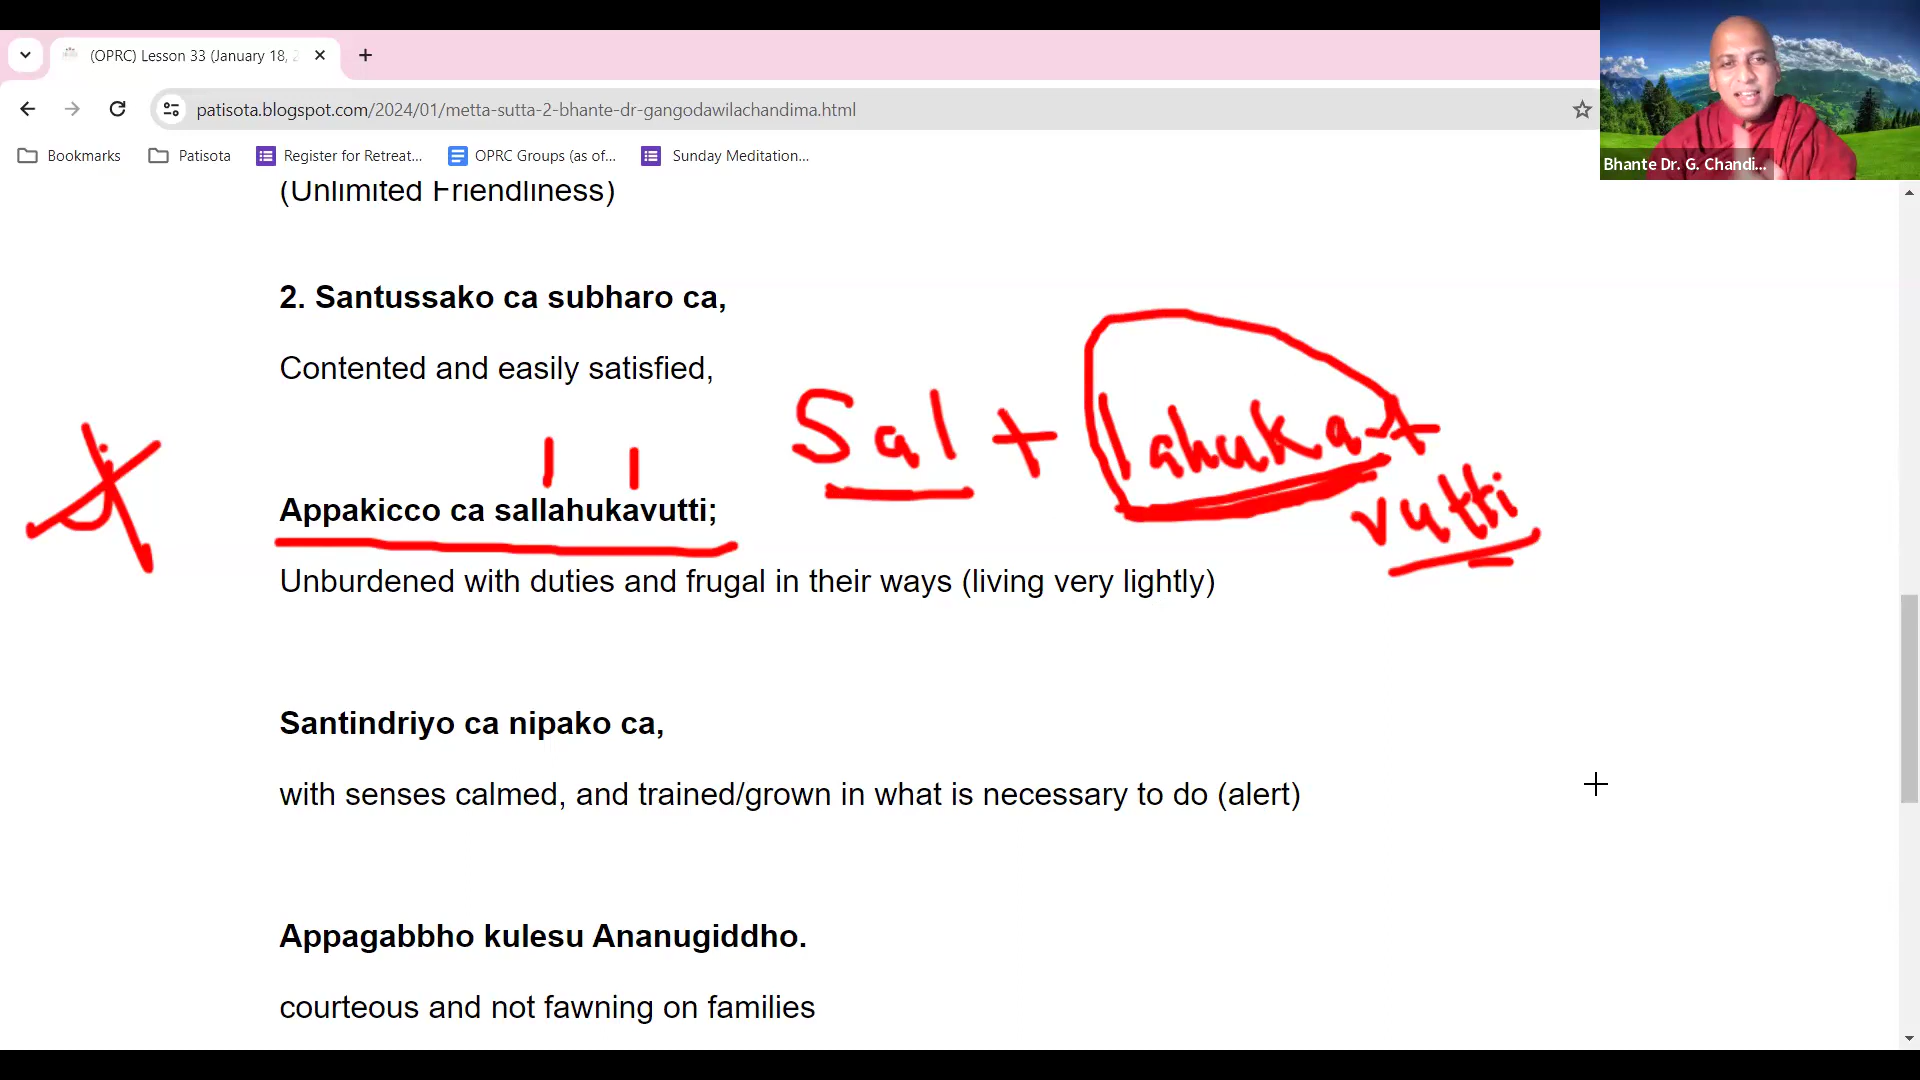 (OPRC) Lesson 33 (January 18, 2
patisota.blogspot.com/2024/01/metta-sutta-2-bhante-dr-gangodawilachandima.html
Bookmarks Patisota Register for Retreat... OPRC Groups (as of... Sunday Meditation...
Bhante Dr. G. Chandi...
(Unlimited Friendliness)
2. Santussako ca subharo ca,
Contented and easily satisfied,
Sal + lahuka +
vutti
Appakicco ca sallahukavutti;
Unburdened with duties and frugal in their ways (living very lightly)
Santindriyo ca nipako ca,
with senses calmed, and trained/grown in what is necessary to do (alert)
Appagabbho kulesu Ananugiddho.
courteous and not fawning on families